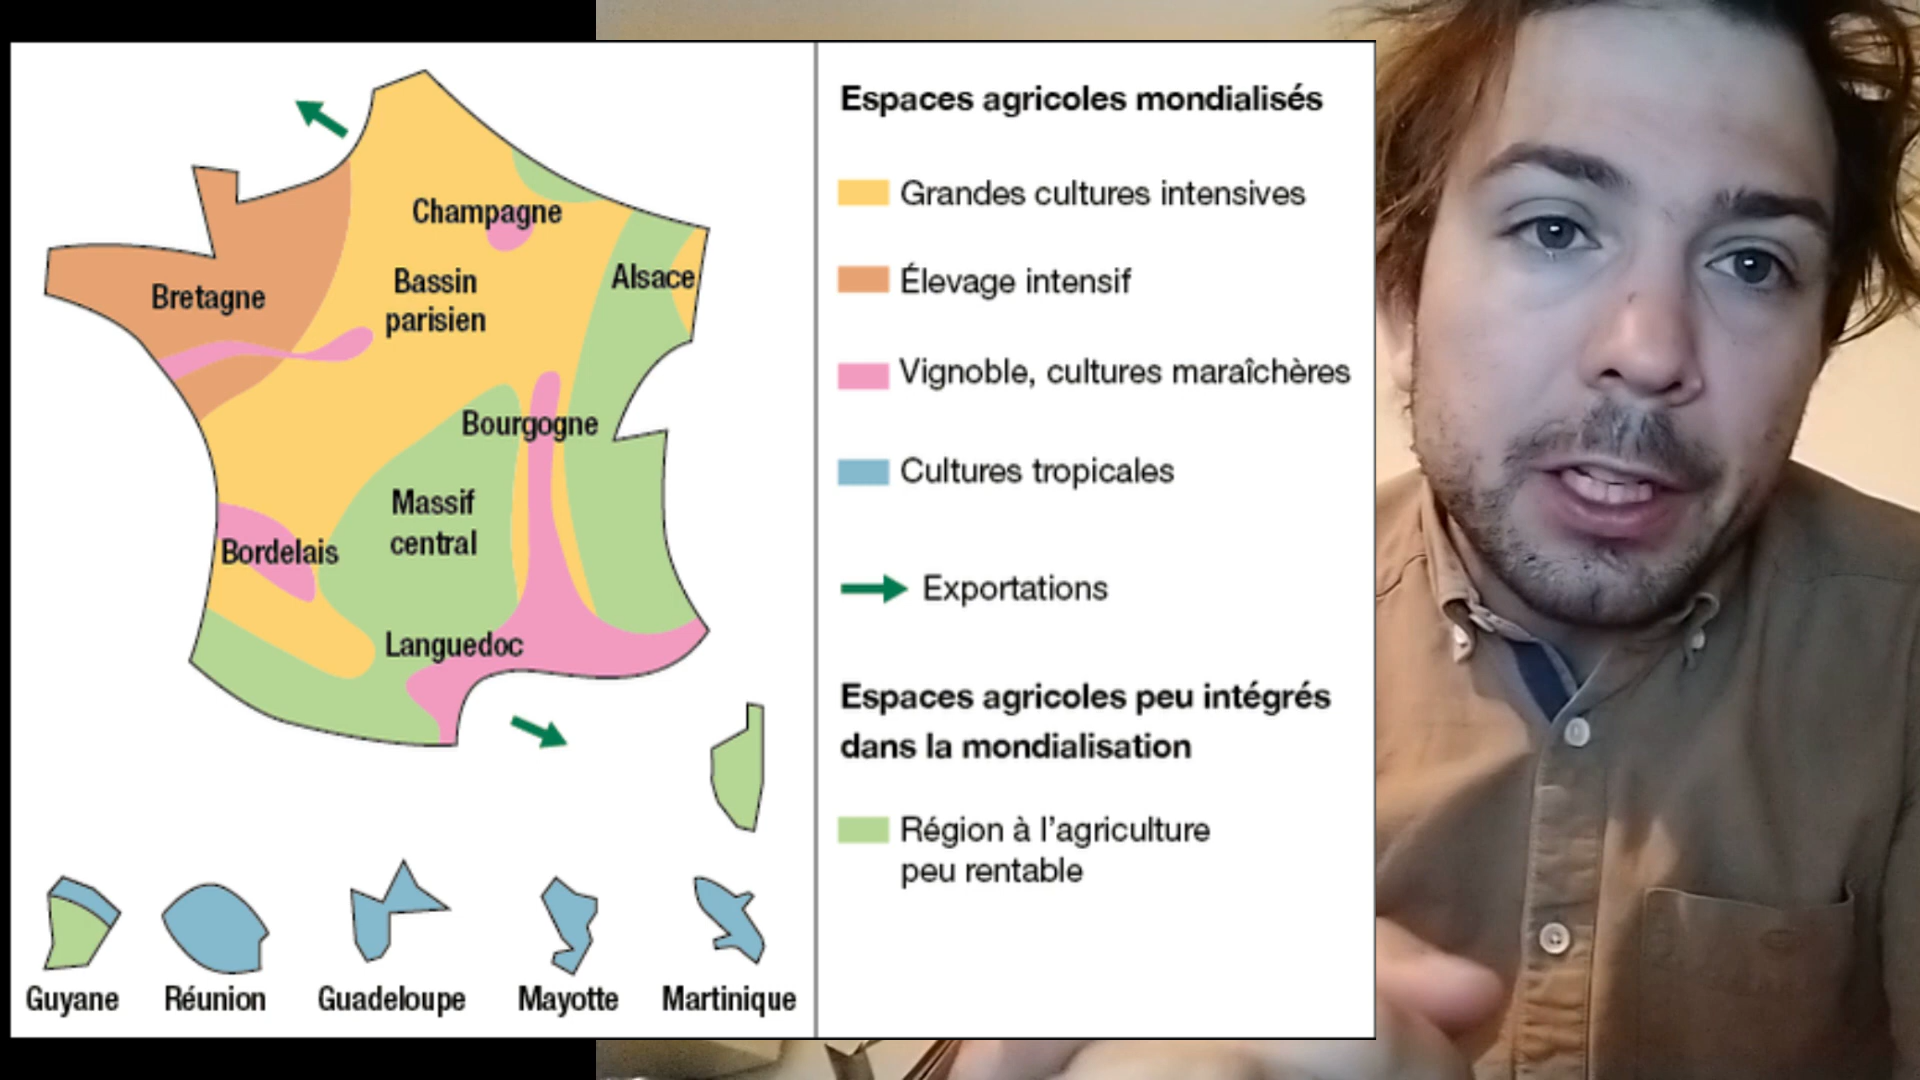 Champagne
Bretagne
Bassin
parisien
Alsace
Bourgogne
Massif
central
Bordelais
Languedoc
Guyane
Réunion
Guadeloupe
Mayotte
Martinique
Espaces agricoles mondialisés
Grandes cultures intensives
Élevage intensif
Vignoble, cultures maraîchères
Cultures tropicales
Exportations
Espaces agricoles peu intégrés
dans la mondialisation
Région à l'agriculture
peu rentable